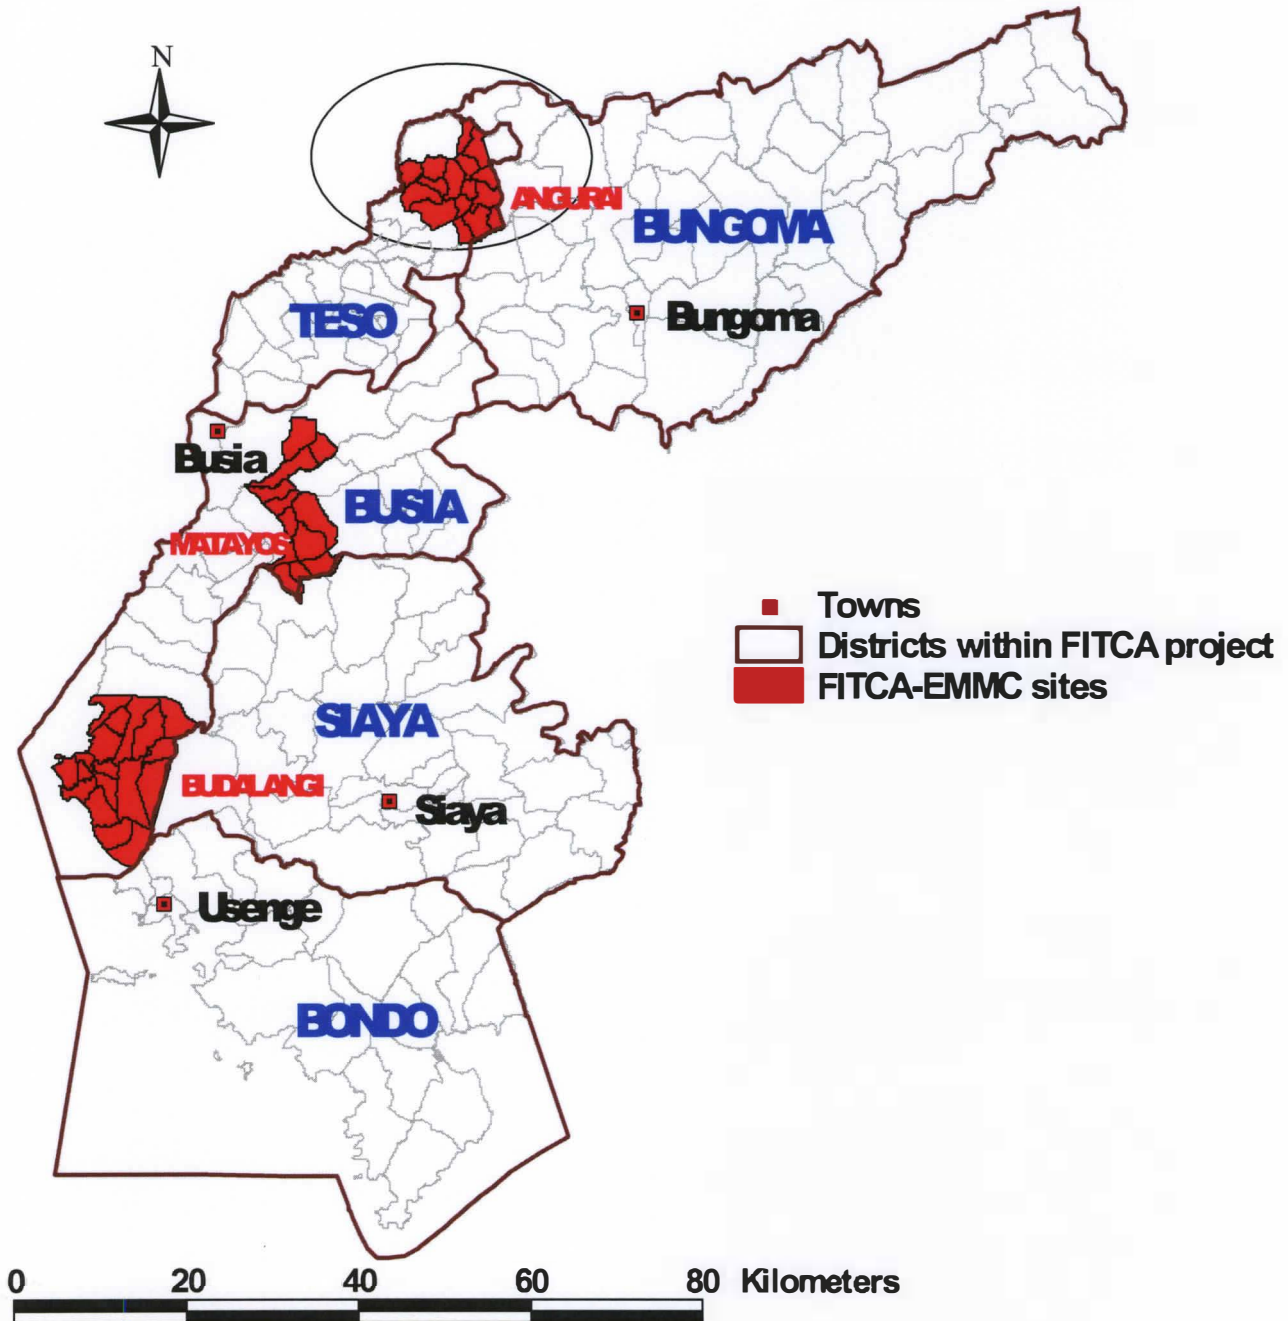 N
ANGURAI
BUNGOMA
TESO
Bungoma
Busia
BUSIA
MATAYOS
Towns
Districts within FITCA project
FITCA-EMMC sites
SIAYA
BUDALANGI
Siaya
Usenge
BONDO
0 20 40 60 80 Kilometers